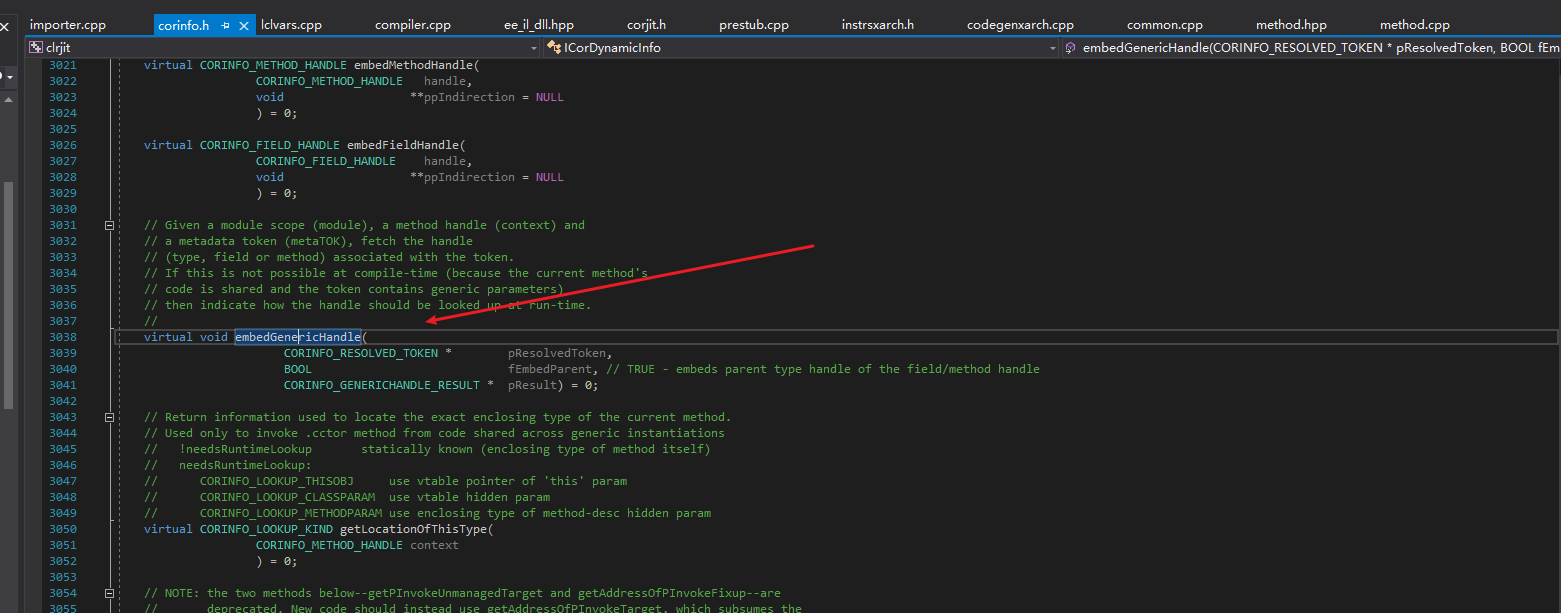 importer.cpp corinfo.h lclvars.cpp compiler.cpp ee_il_dll.hpp corjit.h prestub.cpp instrsxarch.h codegenxarch.cpp common.cpp method.hpp method.cpp
clrjit ICorDynamicInfo embedGenericHandle(CORINFO_RESOLVED_TOKEN * pResolvedToken, BOOL fEm
3021 virtual CORINFO_METHOD_HANDLE embedMethodHandle(
3022 CORINFO_METHOD_HANDLE handle,
3023 void **ppIndirection = NULL
3024 ) = 0;
3025
3026 virtual CORINFO_FIELD_HANDLE embedFieldHandle(
3027 CORINFO_FIELD_HANDLE handle,
3028 void **ppIndirection = NULL
3029 ) = 0;
3030
3031 // Given a module scope (module), a method handle (context) and
3032 // a metadata token (metaTOK), fetch the handle
3033 // (type, field or method) associated with the token.
3034 // If this is not possible at compile-time (because the current method's
3035 // code is shared and the token contains generic parameters)
3036 // then indicate how the handle should be looked up at run-time.
3037 //
3038 virtual void embedGenericHandle(
3039 CORINFO_RESOLVED_TOKEN * pResolvedToken,
3040 BOOL fEmbedParent, // TRUE - embeds parent type handle of the field/method handle
3041 CORINFO_GENERICHANDLE_RESULT * pResult) = 0;
3042
3043 // Return information used to locate the exact enclosing type of the current method.
3044 // Used only to invoke .cctor method from code shared across generic instantiations
3045 // !needsRuntimeLookup statically known (enclosing type of method itself)
3046 // needsRuntimeLookup:
3047 // CORINFO_LOOKUP_THISOBJ use vtable pointer of 'this' param
3048 // CORINFO_LOOKUP_CLASSPARAM use vtable hidden param
3049 // CORINFO_LOOKUP_METHODPARAM use enclosing type of method-desc hidden param
3050 virtual CORINFO_LOOKUP_KIND getLocationOfThisType(
3051 CORINFO_METHOD_HANDLE context
3052 ) = 0;
3053
3054 // NOTE: the two methods below--getPInvokeUnmanagedTarget and getAddressOfPInvokeFixup--are
3055 // deprecated. New code should instead use getAddressOfPInvokeTarget, which subsumes the